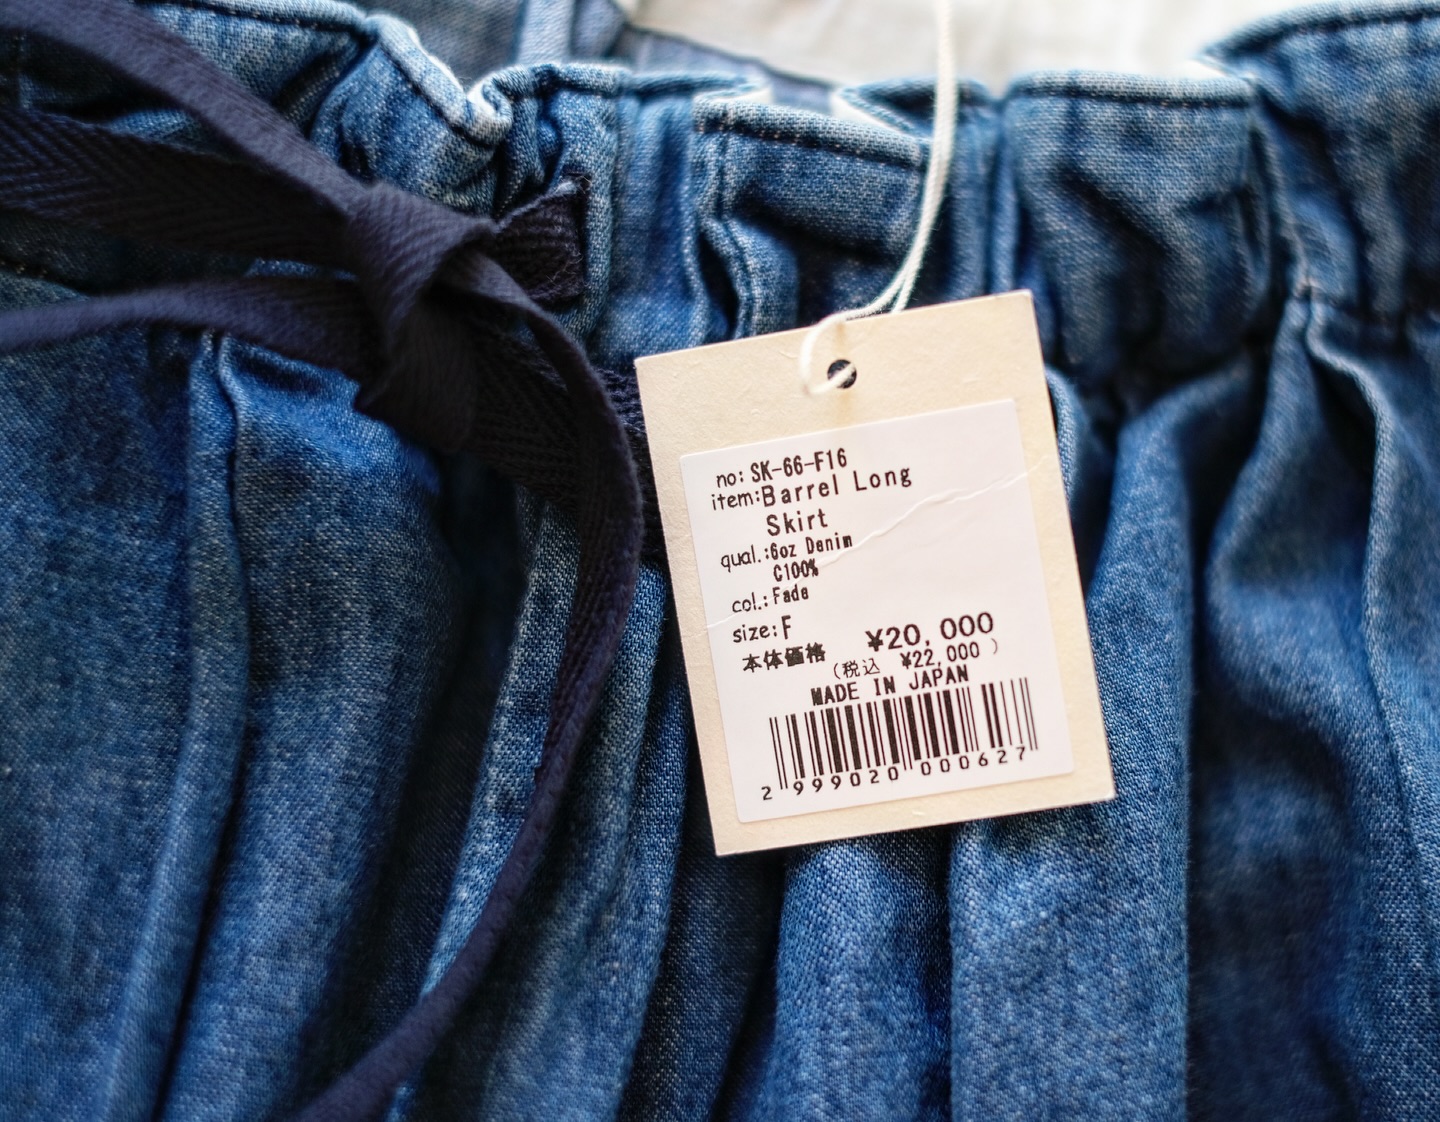 no: SK-66-F16
item: Barrel Long
Skirt
qual.: 6oz Denim
C100%
col.: Fade
size: F
本体価格 ¥20,000
(税込 ¥22,000 )
MADE IN JAPAN
2 999020 000627